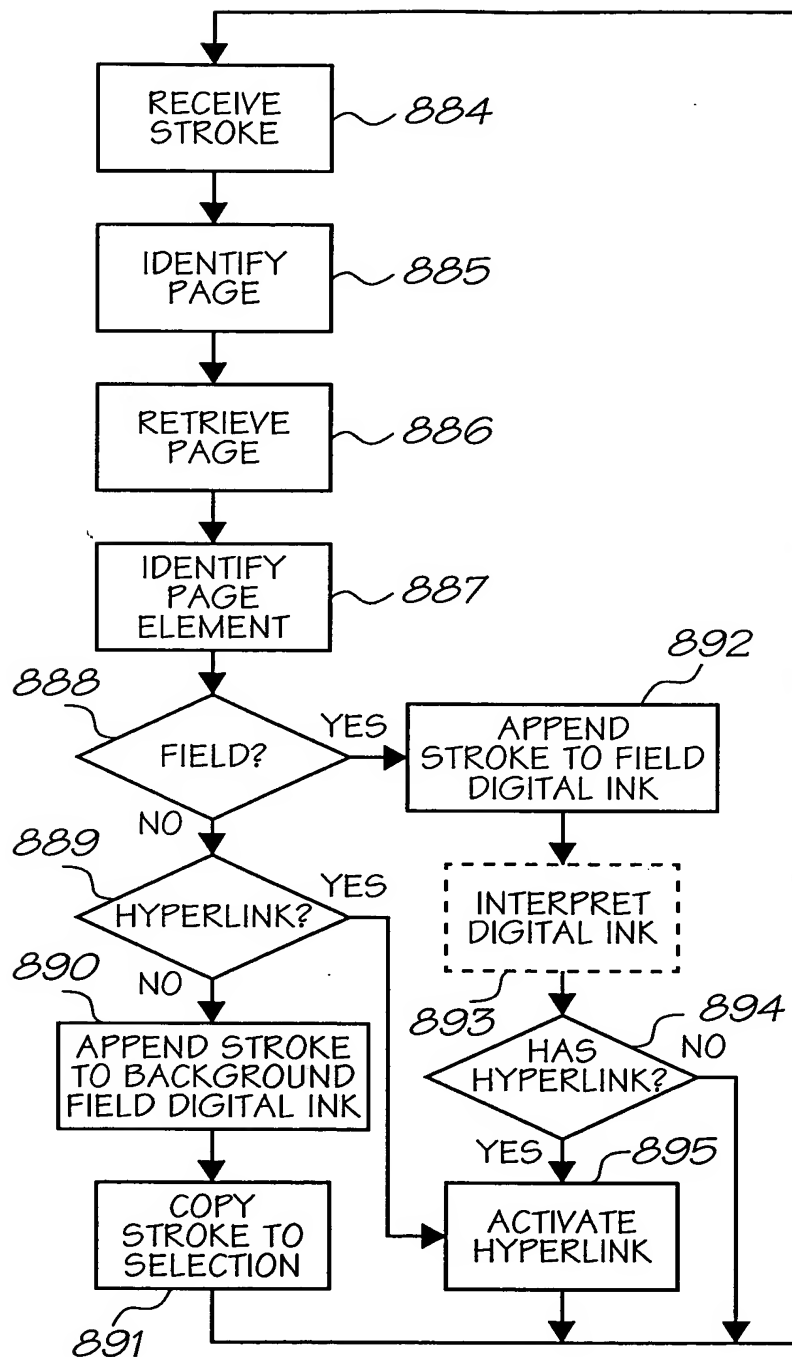 RECEIVE
STROKE
884
IDENTIFY
PAGE
885
RETRIEVE
PAGE
886
IDENTIFY
PAGE
ELEMENT
887
888
FIELD?
YES
NO
892
APPEND
STROKE TO FIELD
DIGITAL INK
889
HYPERLINK?
YES
NO
INTERPRET
DIGITAL INK
893
890
APPEND STROKE
TO BACKGROUND
FIELD DIGITAL INK
894
HAS
HYPERLINK?
NO
YES
895
COPY
STROKE TO
SELECTION
891
ACTIVATE
HYPERLINK